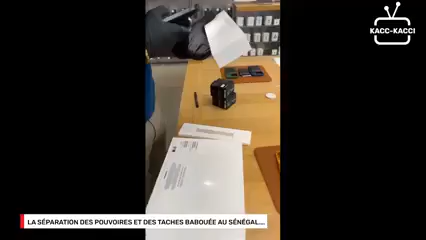 KACC-KACCI
LA SÉPARATION DES POUVOIRES ET DES TACHES BABOUÉE AU SÉNÉGAL...